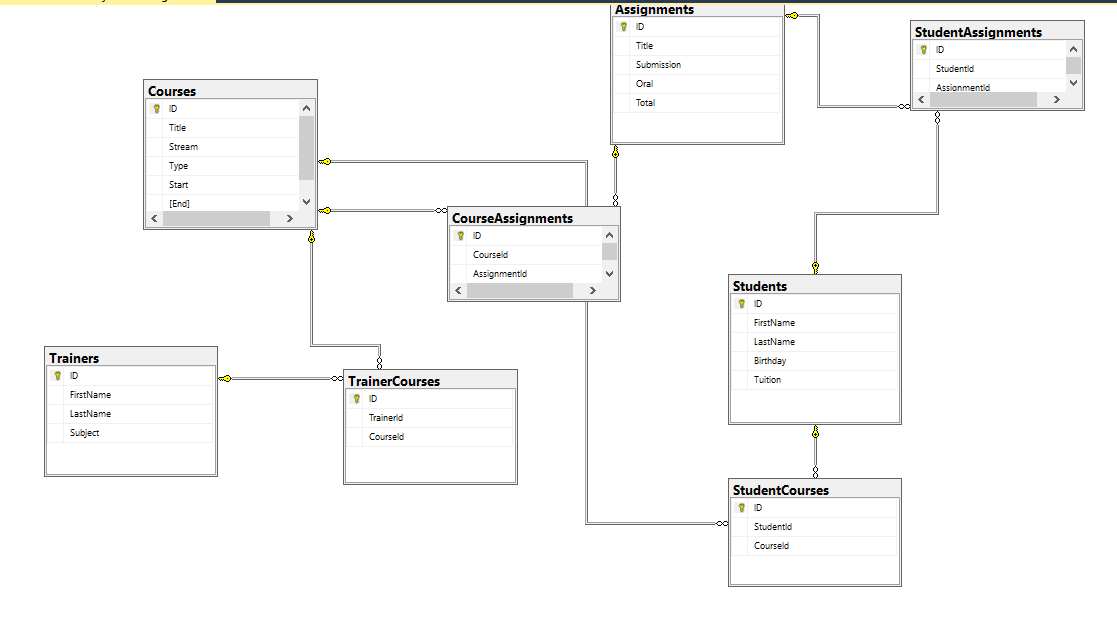 Assignments
ID
Title
Submission
Oral
Total
StudentAssignments
ID
StudentId
AssignmentId
Courses
ID
Title
Stream
Type
Start
[End]
CourseAssignments
ID
CourseId
AssignmentId
Students
ID
FirstName
LastName
Birthday
Tuition
Trainers
ID
FirstName
LastName
Subject
TrainerCourses
ID
TrainerId
CourseId
StudentCourses
ID
StudentId
CourseId